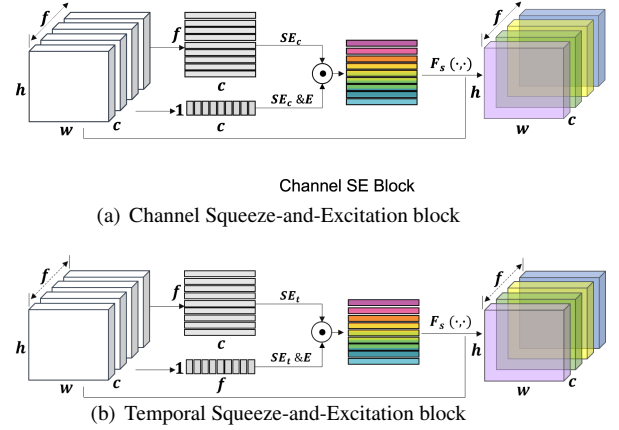 f
h
w
c
f
c
1
c
SE_c
SE_c &E
F_s (·,·)
f
h
w
c
Channel SE Block
(a) Channel Squeeze-and-Excitation block
f
h
w
c
f
c
1
f
SE_t
SE_t &E
F_s (·,·)
f
h
w
c
(b) Temporal Squeeze-and-Excitation block